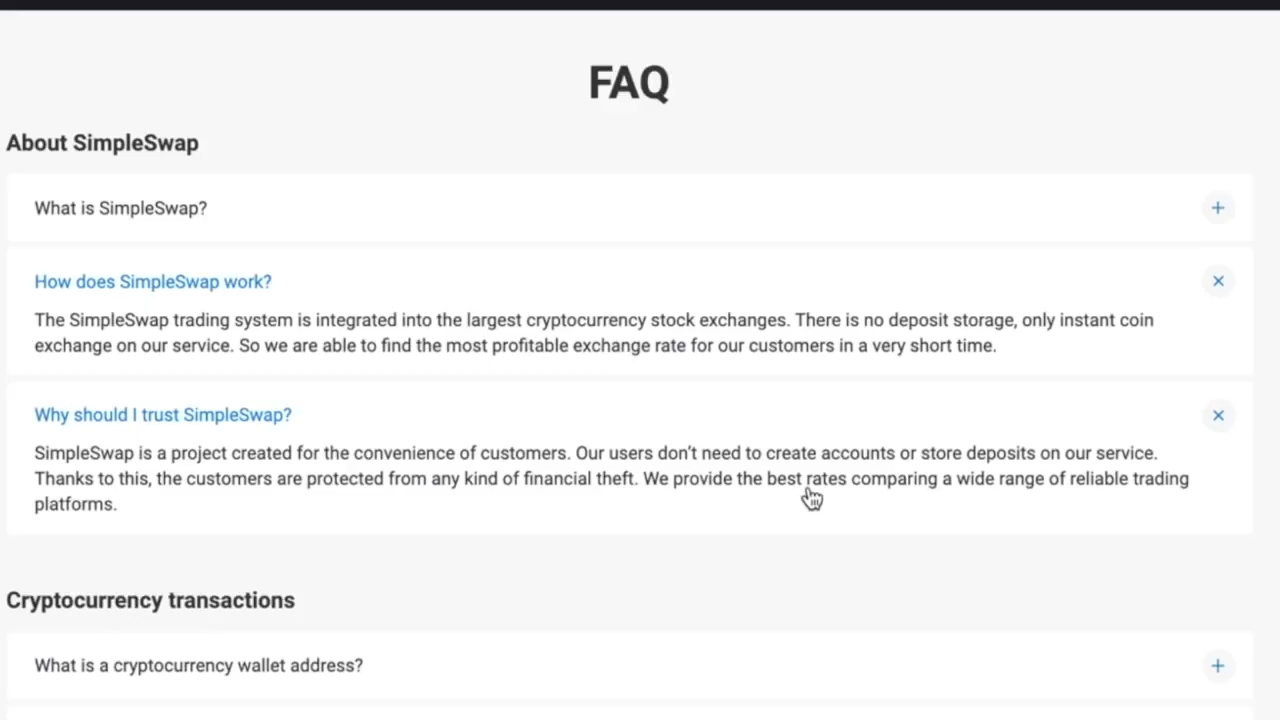 FAQ
About SimpleSwap
What is SimpleSwap?
How does SimpleSwap work?
The SimpleSwap trading system is integrated into the largest cryptocurrency stock exchanges. There is no deposit storage, only instant coin
exchange on our service. So we are able to find the most profitable exchange rate for our customers in a very short time.
Why should I trust SimpleSwap?
SimpleSwap is a project created for the convenience of customers. Our users don't need to create accounts or store deposits on our service.
Thanks to this, the customers are protected from any kind of financial theft. We provide the best rates comparing a wide range of reliable trading
platforms.
Cryptocurrency transactions
What is a cryptocurrency wallet address?